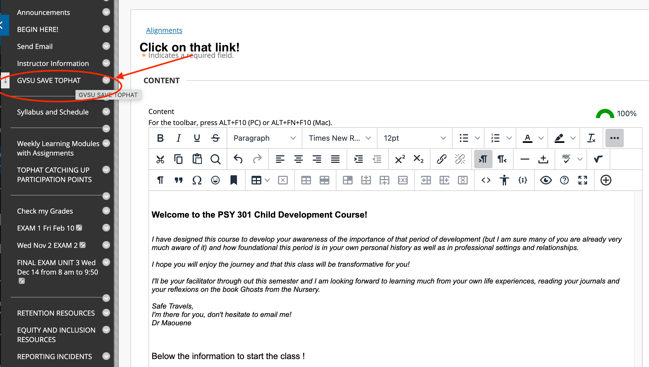 Announcements
BEGIN HERE!
Send Email
Instructor Information
GVSU SAVE TOPHAT
GVSU SAVE TOPHAT
Syllabus and Schedule
Weekly Learning Modules
with Assignments
TOPHAT CATCHING UP
PARTICIPATION POINTS
Check my Grades
EXAM 1 Fri Feb 10
Wed Nov 2 EXAM 2
FINAL EXAM UNIT 3 Wed
Dec 14 from 8 am to 9:50
RETENTION RESOURCES
EQUITY AND INCLUSION
RESOURCES
REPORTING INCIDENTS
Alignments
Click on that link!
* Indicates a required field.
CONTENT
Content
100%
For the toolbar, press ALT+F10 (PC) or ALT+FN+F10 (Mac).
B I U S Paragraph Times New R... 12pt
Welcome to the PSY 301 Child Development Course!
I have designed this course to develop your awareness of the importance of that period of development (but I am sure many of you are already very
much aware of it) and how foundational this period is in your own personal history as well as in professional settings and relationships.
I hope you will enjoy the journey and that this class will be transformative for you!
I'll be your facilitator through out this semester and I am looking forward to learning much from your own life experiences, reading your journals and
your reflexions on the book Ghosts from the Nursery.
Safe Travels,
I'm there for you, don't hesitate to email me!
Dr Maouene
Below the information to start the class !